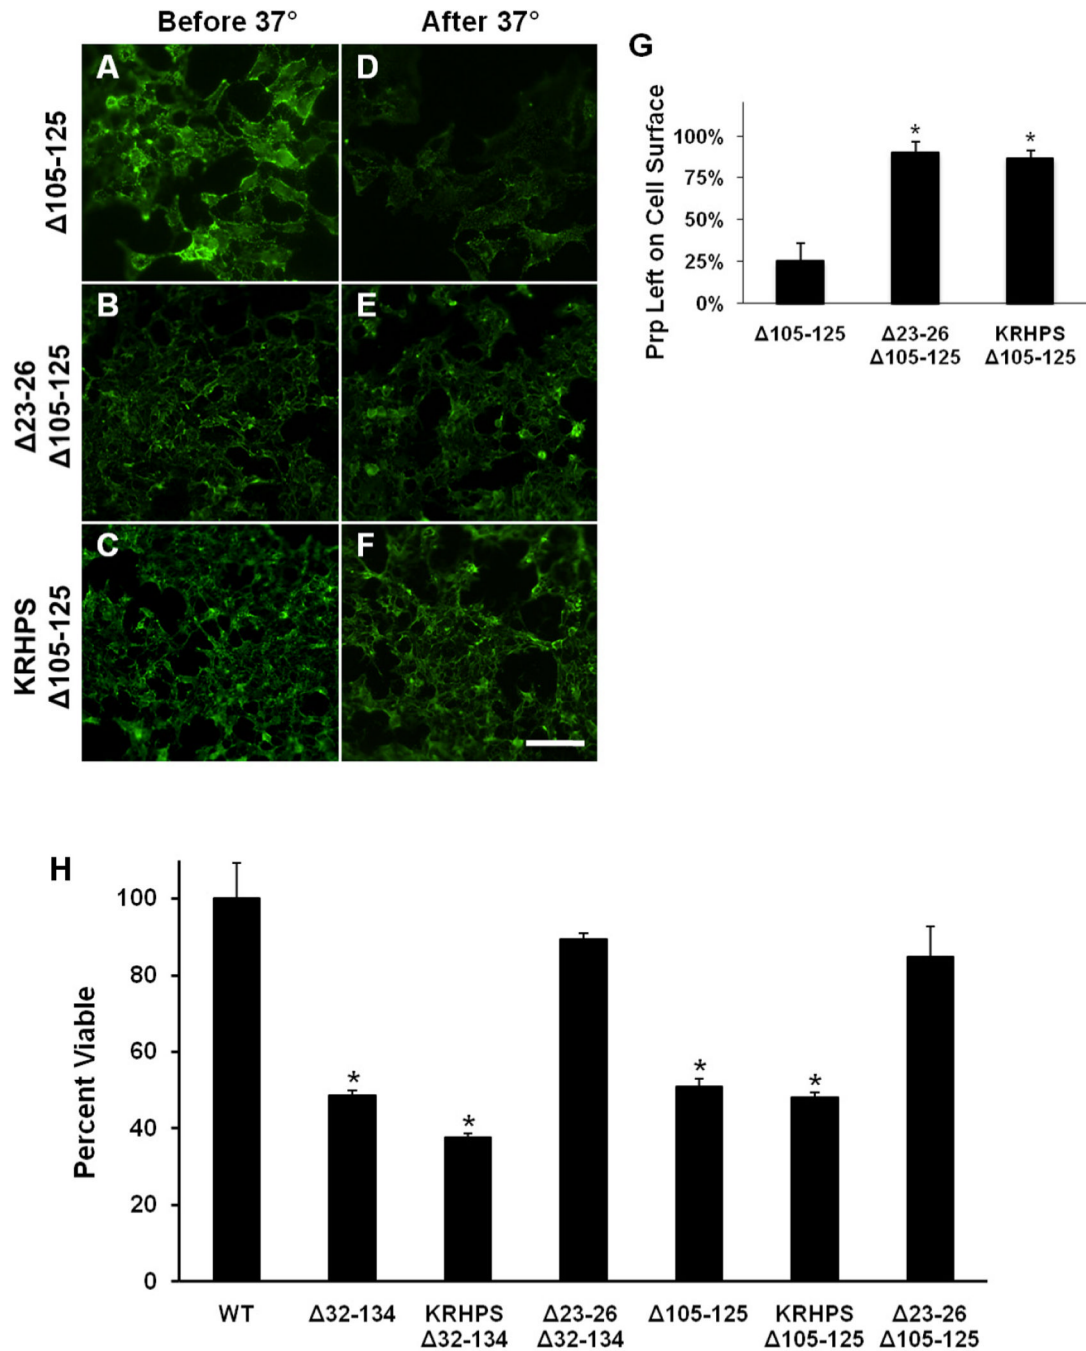 Before 37°
After 37°
Δ105-125
A
D
Δ23-26
Δ105-125
B
E
KRHPS
Δ105-125
C
F
G
Prp Left on Cell Surface
100%
75%
50%
25%
0%
*
*
Δ105-125
Δ23-26
Δ105-125
KRHPS
Δ105-125
H
Percent Viable
100
80
60
40
20
0
*
*
*
*
WT
Δ32-134
KRHPS
Δ32-134
Δ23-26
Δ32-134
Δ105-125
KRHPS
Δ105-125
Δ23-26
Δ105-125